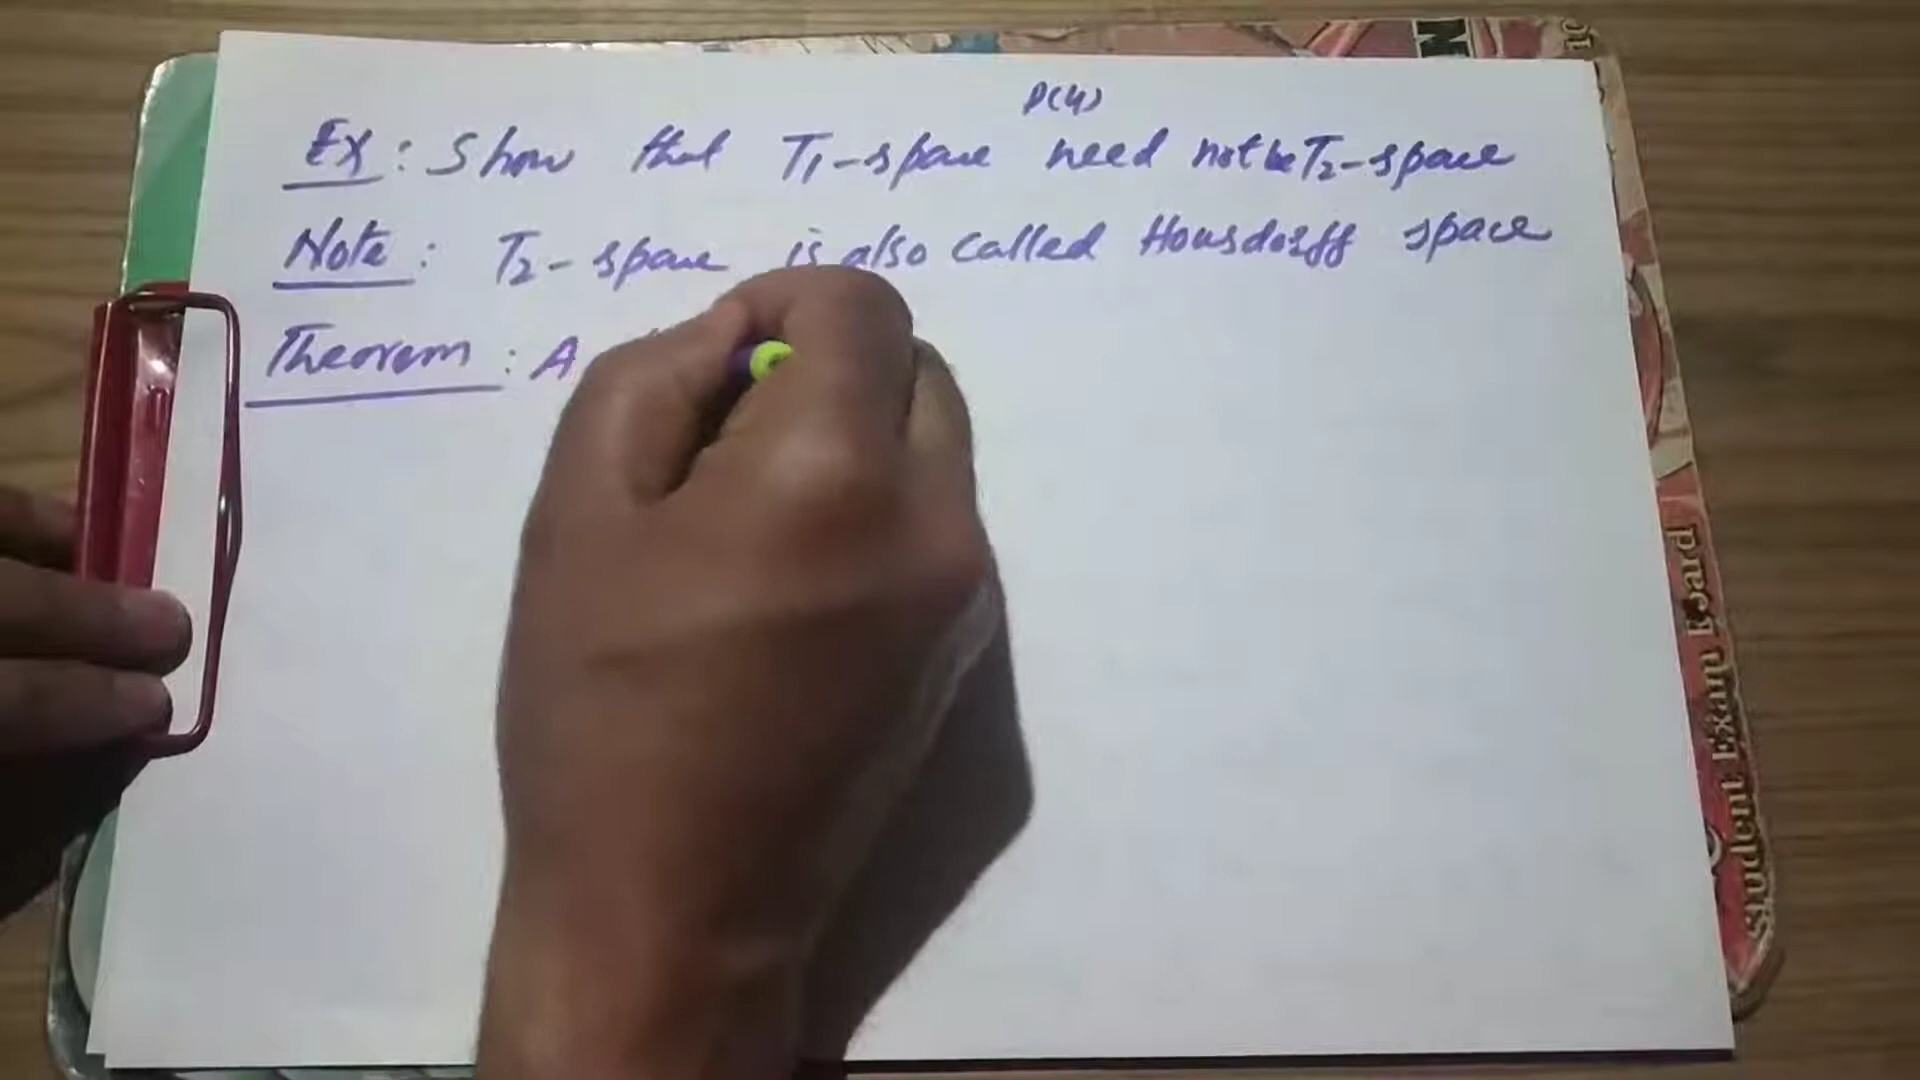 P(4)
Ex: Show that T₁-space need not be T₂-space
Note: T₂-space is also called Housdorff space
Theorem: A
Student Exam Board